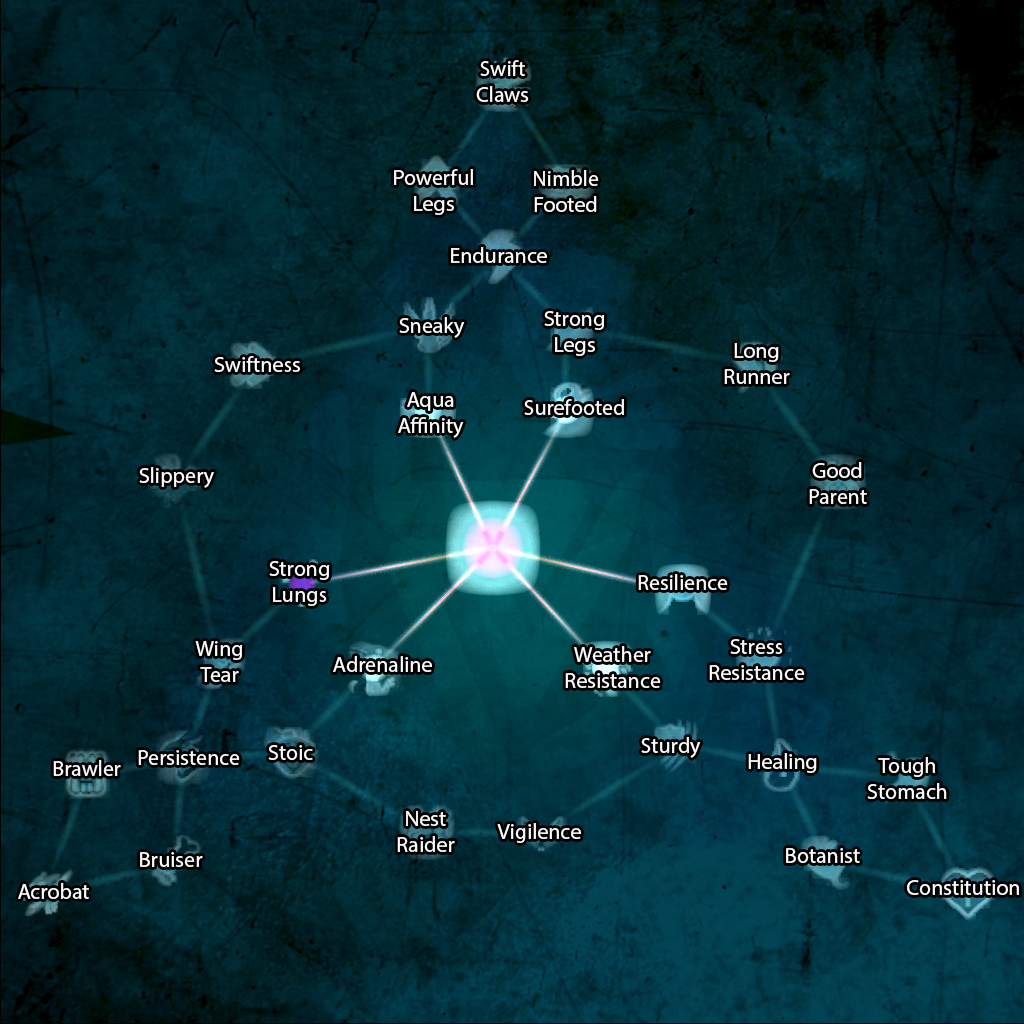 Swift
Claws
Powerful
Legs
Nimble
Footed
Endurance
Sneaky
Strong
Legs
Swiftness
Long
Runner
Aqua
Affinity
Surefooted
Slippery
Good
Parent
Strong
Lungs
Resilience
Wing
Tear
Adrenaline
Weather
Resistance
Stress
Resistance
Brawler
Persistence
Stoic
Sturdy
Healing
Tough
Stomach
Nest
Raider
Vigilence
Bruiser
Botanist
Acrobat
Constitution